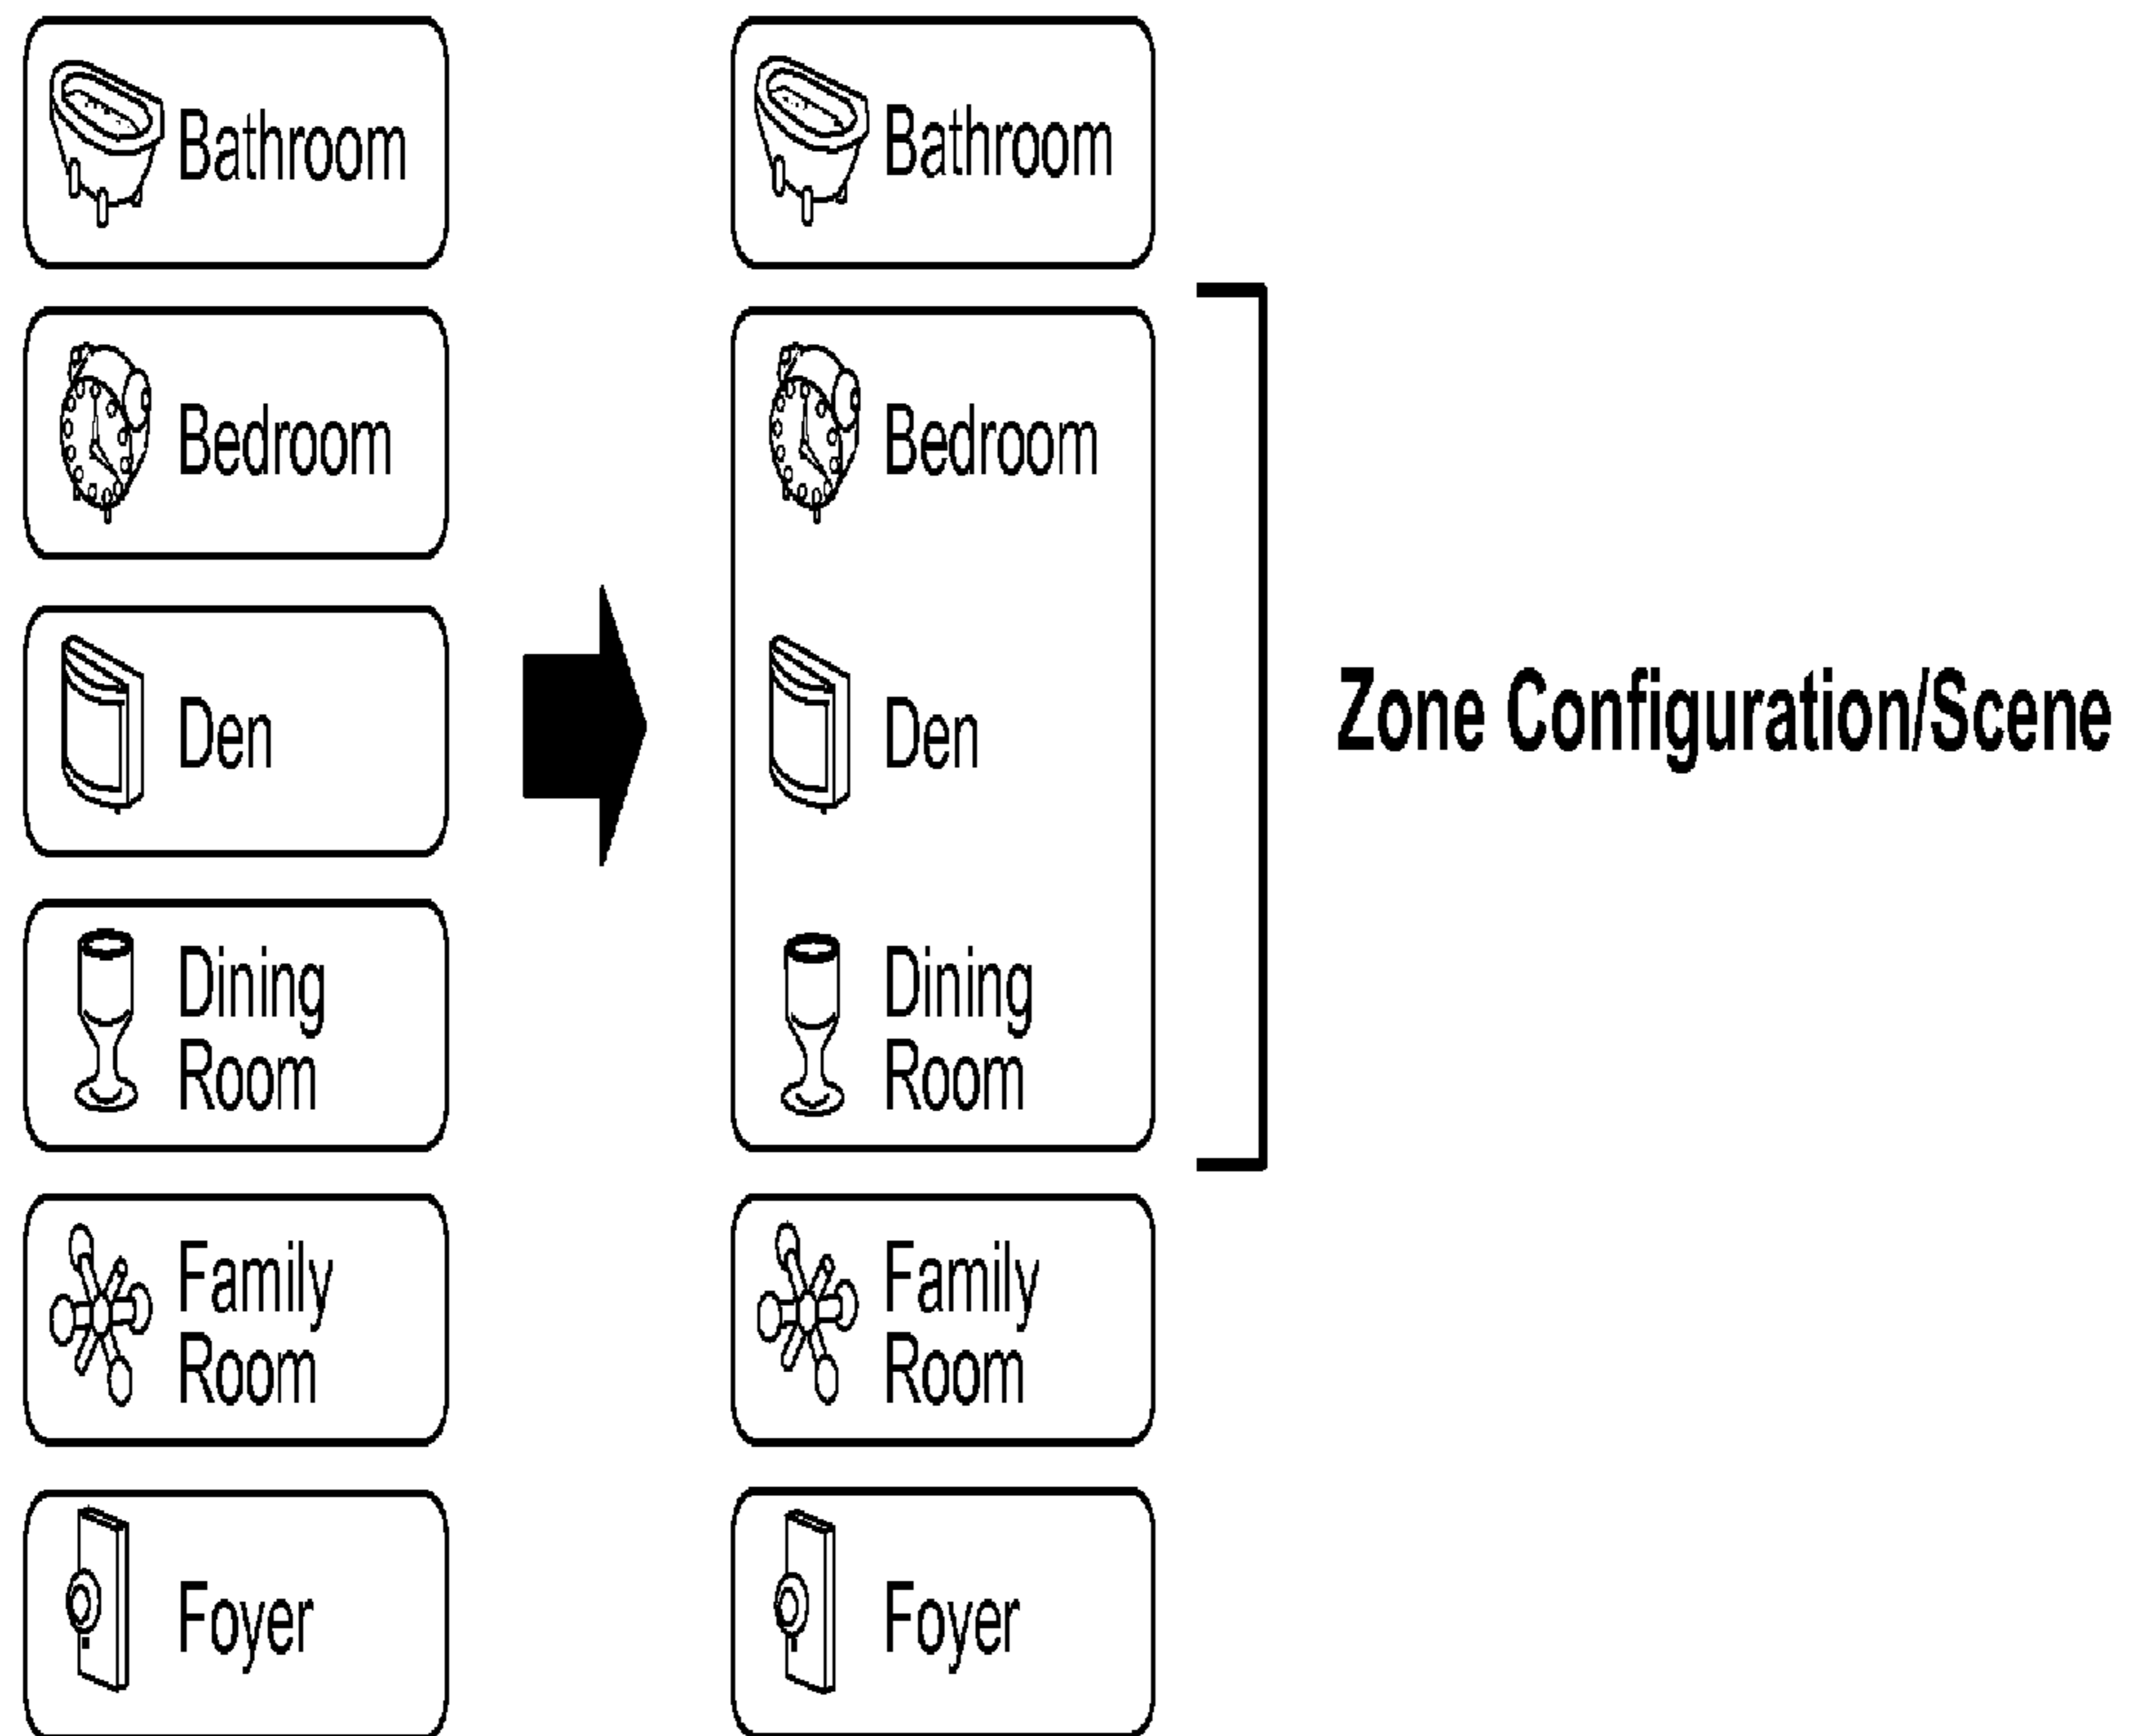 Bathroom
Bedroom
Den
Dining
Room
Family
Room
Foyer
Bathroom
Bedroom
Den
Dining
Room
Family
Room
Foyer
Zone Configuration/Scene